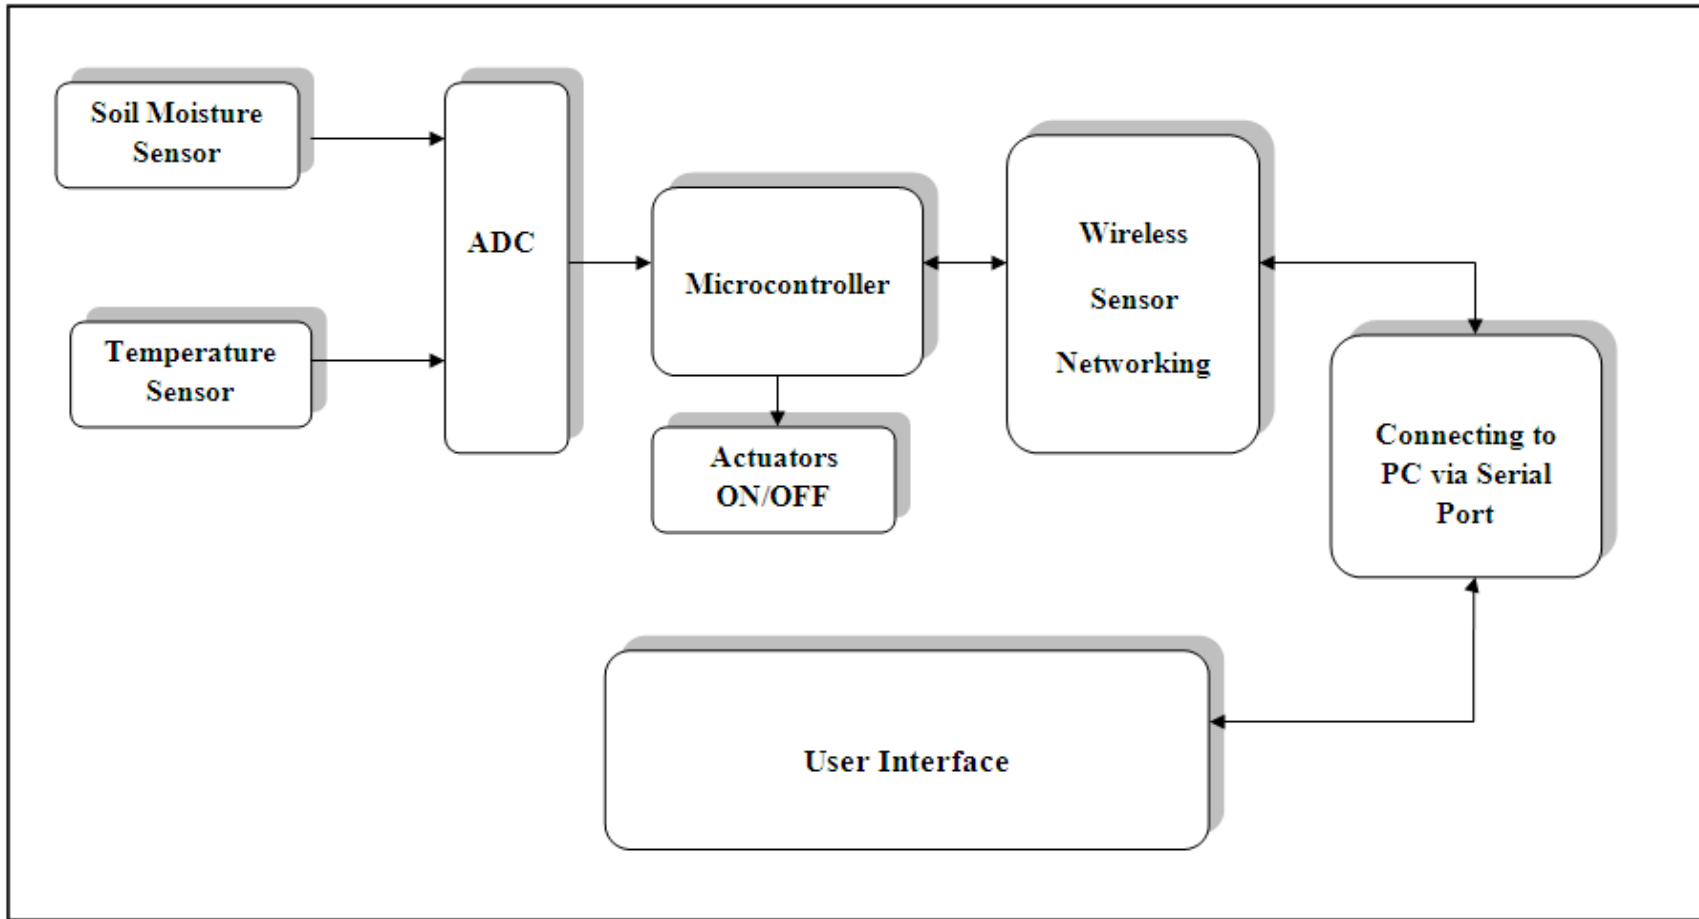 Soil Moisture
Sensor
ADC
Temperature
Sensor
Microcontroller
Actuators
ON/OFF
Wireless
Sensor
Networking
Connecting to
PC via Serial
Port
User Interface